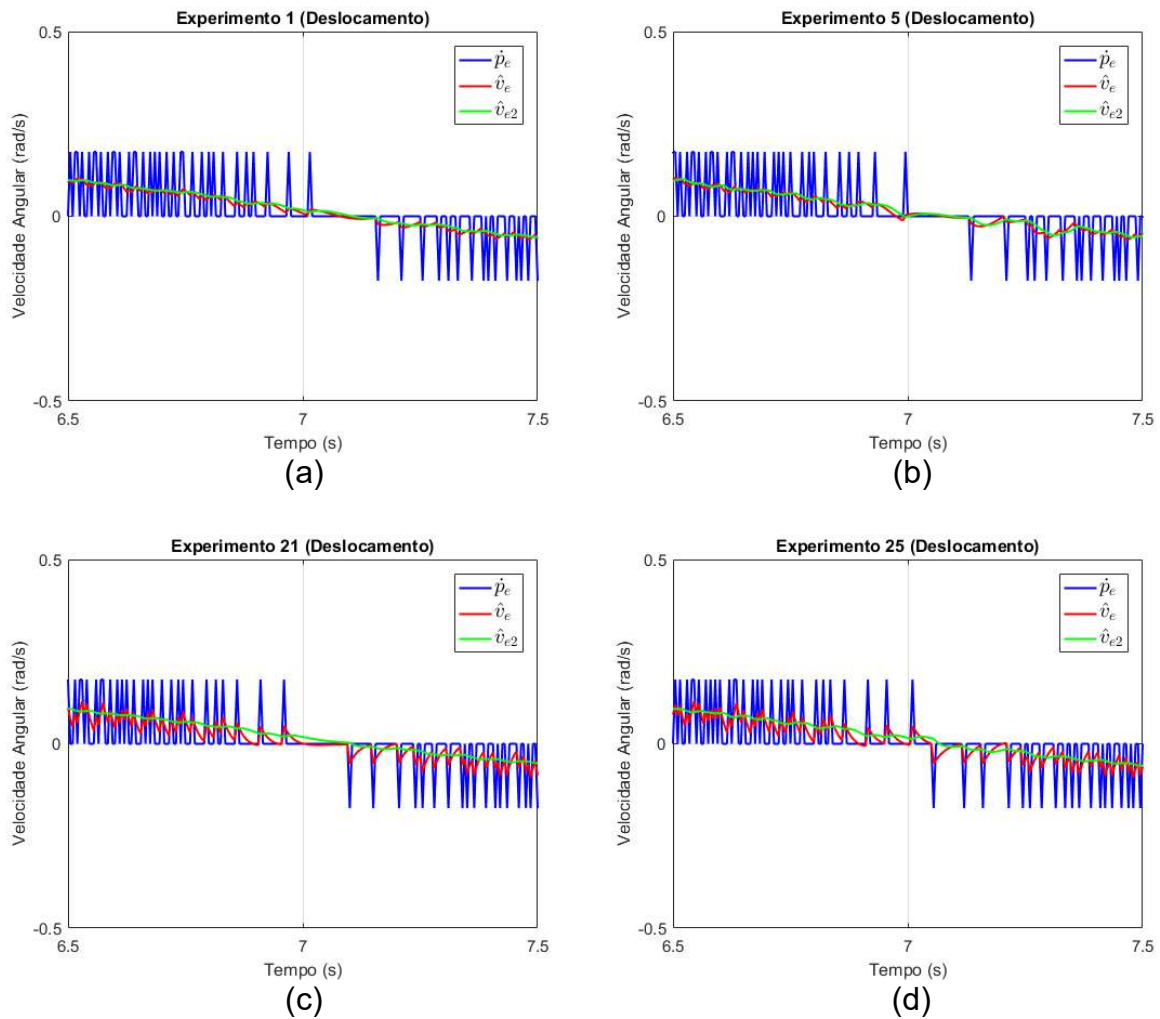 Experimento 1 (Deslocamento)
0.5
0
-0.5
Velocidade Angular (rad/s)
6.5 7 7.5
Tempo (s)
ṗₑ
v̂ₑ
v̂ₑ₂
(a)
Experimento 5 (Deslocamento)
0.5
0
-0.5
Velocidade Angular (rad/s)
6.5 7 7.5
Tempo (s)
ṗₑ
v̂ₑ
v̂ₑ₂
(b)
Experimento 21 (Deslocamento)
0.5
0
-0.5
Velocidade Angular (rad/s)
6.5 7 7.5
Tempo (s)
ṗₑ
v̂ₑ
v̂ₑ₂
(c)
Experimento 25 (Deslocamento)
0.5
0
-0.5
Velocidade Angular (rad/s)
6.5 7 7.5
Tempo (s)
ṗₑ
v̂ₑ
v̂ₑ₂
(d)